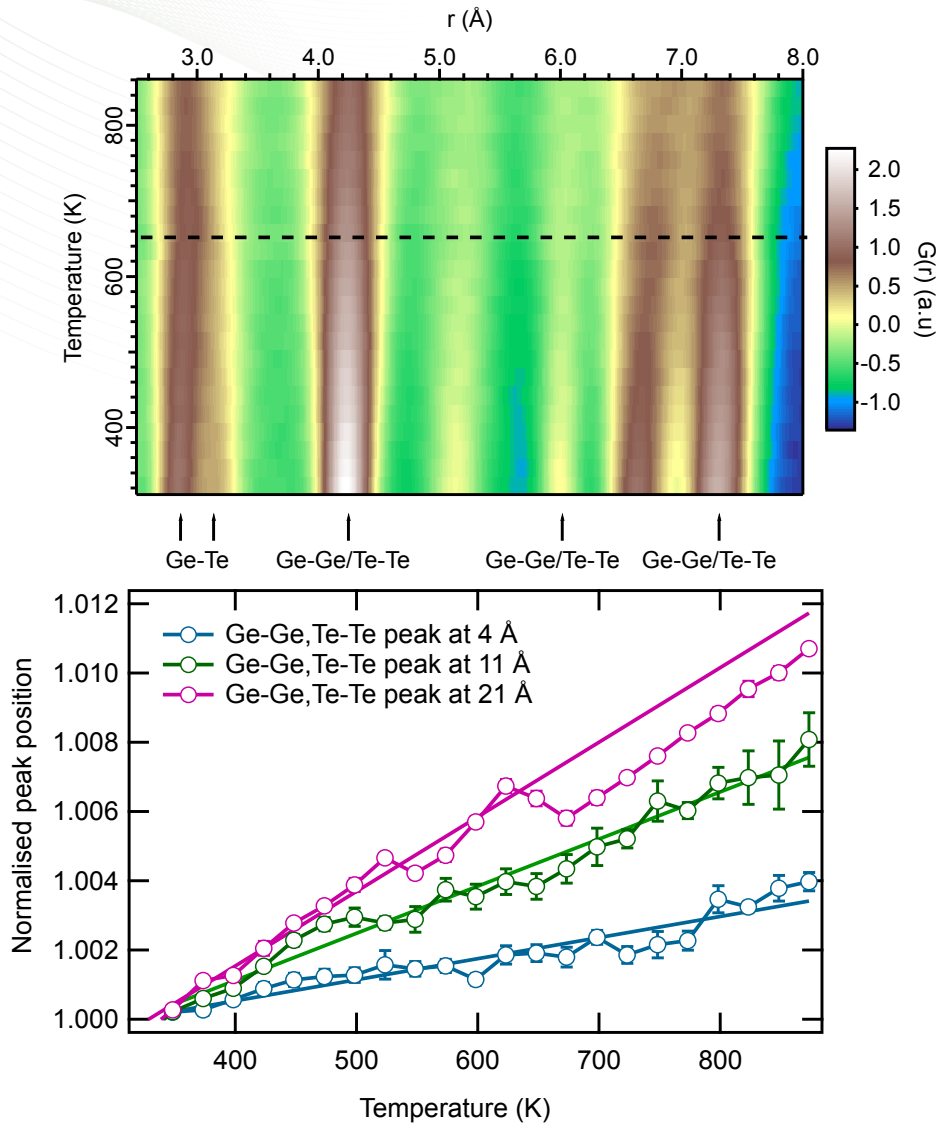 r (Å)
3.0 4.0 5.0 6.0 7.0 8.0
800
600
400
Temperature (K)
2.0
1.5
1.0
0.5
0.0
-0.5
-1.0
G(r) (a.u)
Ge-Te Ge-Ge/Te-Te Ge-Ge/Te-Te Ge-Ge/Te-Te
1.012
1.010
1.008
1.006
1.004
1.002
1.000
Normalised peak position
Ge-Ge,Te-Te peak at 4 Å
Ge-Ge,Te-Te peak at 11 Å
Ge-Ge,Te-Te peak at 21 Å
400 500 600 700 800
Temperature (K)